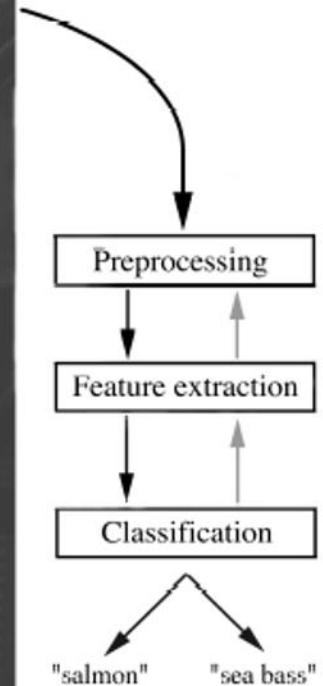 Preprocessing
Feature extraction
Classification
"salmon" "sea bass"